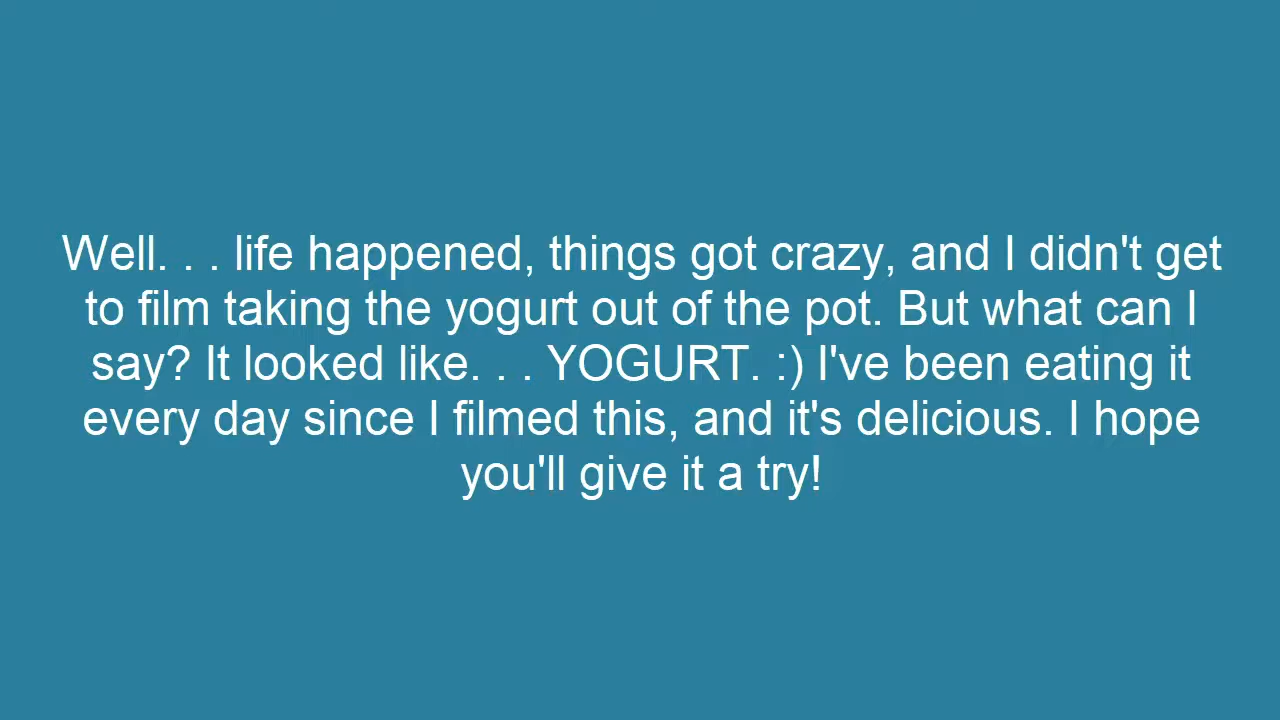 Well. . . life happened, things got crazy, and I didn't get
to film taking the yogurt out of the pot. But what can I
say? It looked like. . . YOGURT. :) I've been eating it
every day since I filmed this, and it's delicious. I hope
you'll give it a try!